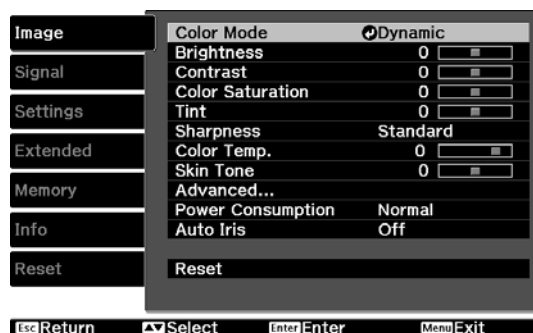 Image
Signal
Settings
Extended
Memory
Info
Reset
Color Mode Dynamic
Brightness 0
Contrast 0
Color Saturation 0
Tint 0
Sharpness Standard
Color Temp. 0
Skin Tone 0
Advanced...
Power Consumption Normal
Auto Iris Off
Reset
Esc Return Select Enter Enter Menu Exit